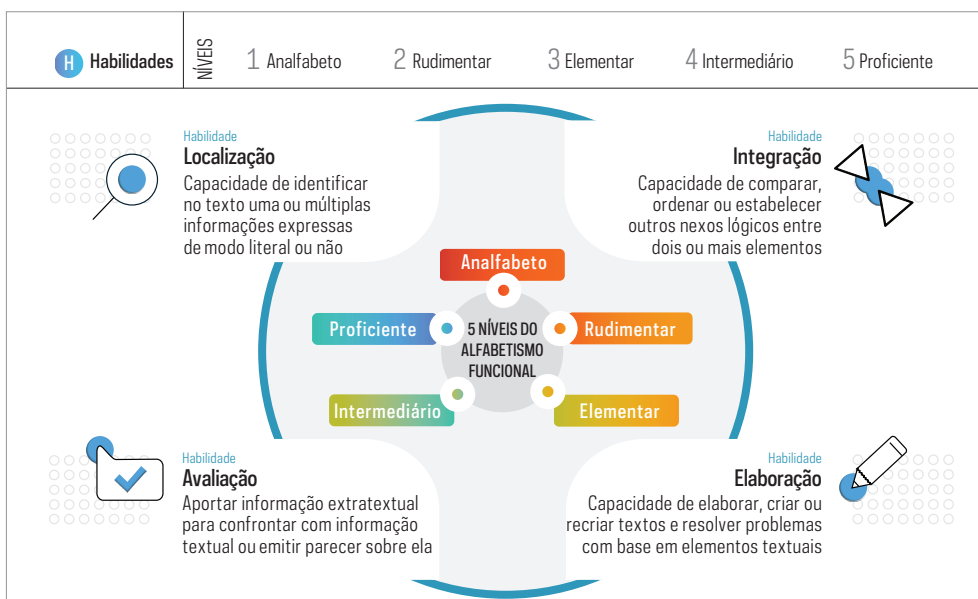 H Habilidades
NÍVEIS
1 Analfabeto
2 Rudimentar
3 Elementar
4 Intermediário
5 Proficiente
Habilidade
Localização
Capacidade de identificar
no texto uma ou múltiplas
informações expressas
de modo literal ou não
Habilidade
Integração
Capacidade de comparar,
ordenar ou estabelecer
outros nexos lógicos entre
dois ou mais elementos
Analfabeto
Proficiente
5 NÍVEIS DO
ALFABETISMO
FUNCIONAL
Rudimentar
Intermediário
Elementar
Habilidade
Avaliação
Aportar informação extratextual
para confrontar com informação
textual ou emitir parecer sobre ela
Habilidade
Elaboração
Capacidade de elaborar, criar ou
recriar textos e resolver problemas
com base em elementos textuais